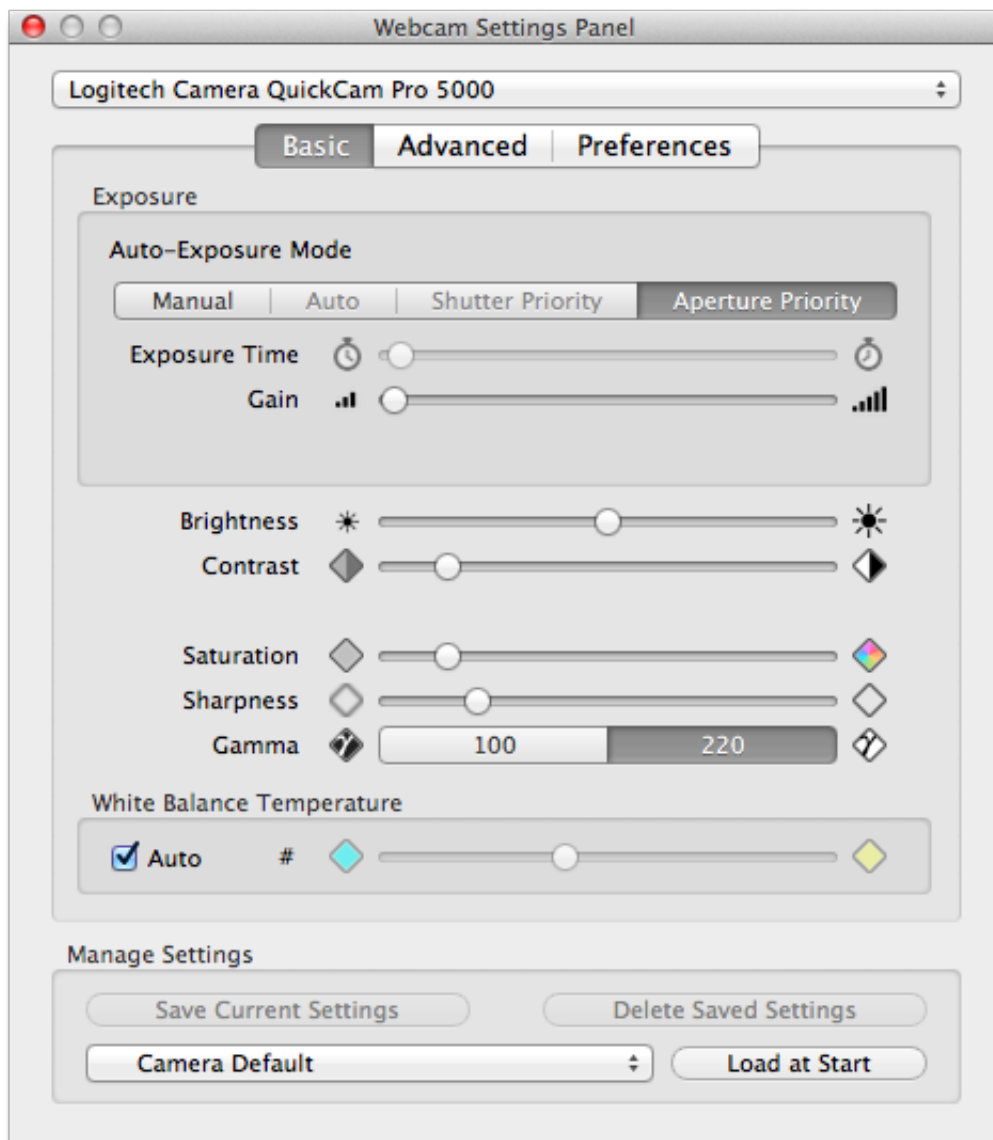 Webcam Settings Panel
Logitech Camera QuickCam Pro 5000
Basic Advanced Preferences
Exposure
Auto-Exposure Mode
Manual Auto Shutter Priority Aperture Priority
Exposure Time
Gain
Brightness
Contrast
Saturation
Sharpness
Gamma 100 220
White Balance Temperature
Auto #
Manage Settings
Save Current Settings Delete Saved Settings
Camera Default Load at Start